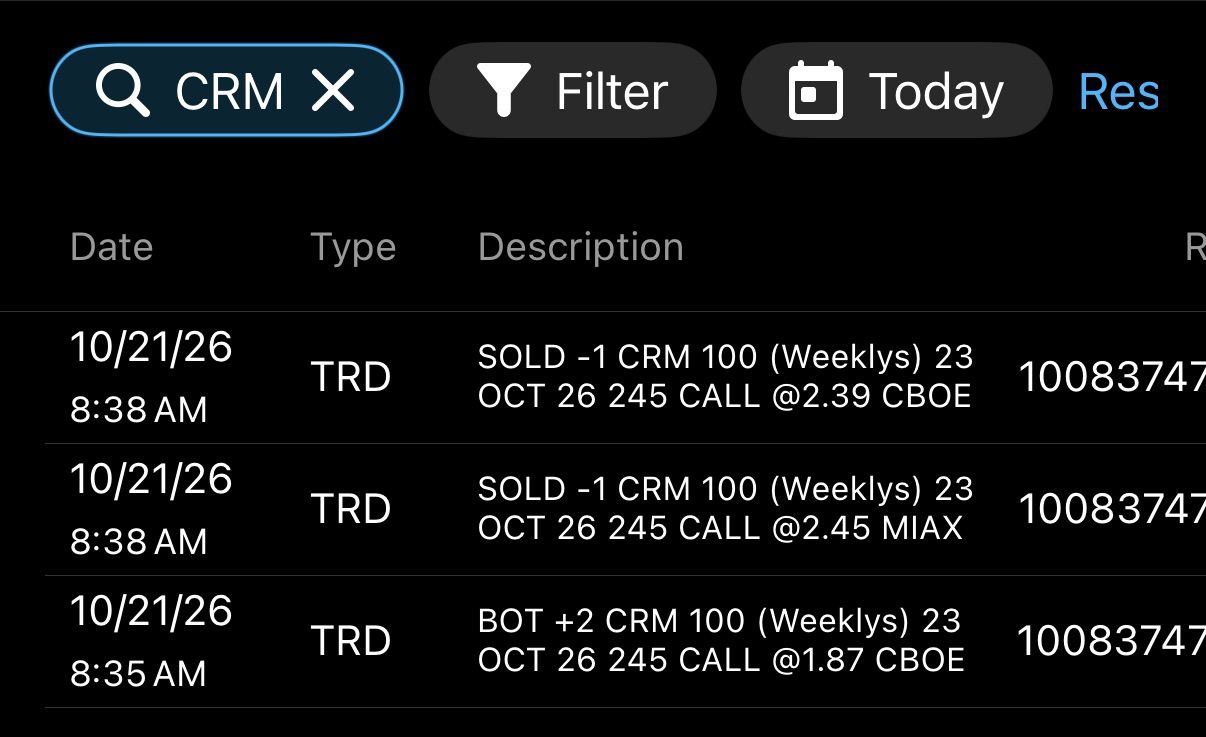 CRM Filter Today Res
Date Type Description R
10/21/26
8:38 AM
TRD
SOLD -1 CRM 100 (Weeklys) 23
OCT 26 245 CALL @2.39 CBOE
10083747
10/21/26
8:38 AM
TRD
SOLD -1 CRM 100 (Weeklys) 23
OCT 26 245 CALL @2.45 MIAX
10083747
10/21/26
8:35 AM
TRD
BOT +2 CRM 100 (Weeklys) 23
OCT 26 245 CALL @1.87 CBOE
10083747